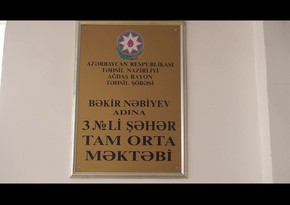 AZƏRBAYCAN RESPUBLİKASI
TƏHSİL NAZİRLİYİ
AĞDAŞ RAYON
TƏHSİL ŞÖBƏSİ
BƏKİR NƏBİYEV
ADINA
3 №Lİ ŞƏHƏR
TAM ORTA
MƏKTƏBİ